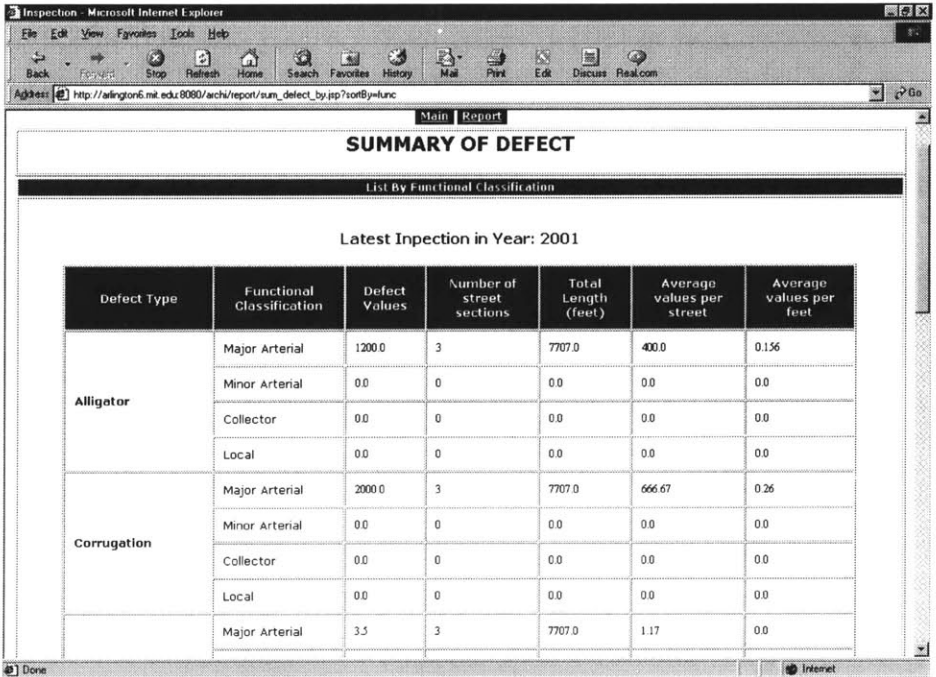 Inspection - Microsoft Internet Explorer
File Edit View Favorites Tools Help
Back Forward Stop Refresh Home Search Favorites History Mail Print Edit Discuss Real.com
Address http://arlington6.mit.edu:8080/archi/report/sum_defect_by.jsp?sortBy=func Go
Main Report
SUMMARY OF DEFECT
List By Functional Classification
Latest Inpection in Year: 2001
Defect Type Functional Classification Defect Values Number of street sections Total Length (feet) Average values per street Average values per feet
Alligator
Major Arterial 1200.0 3 7707.0 400.0 0.156
Minor Arterial 0.0 0 0.0 0.0 0.0
Collector 0.0 0 0.0 0.0 0.0
Local 0.0 0 0.0 0.0 0.0
Corrugation
Major Arterial 2000.0 3 7707.0 666.67 0.26
Minor Arterial 0.0 0 0.0 0.0 0.0
Collector 0.0 0 0.0 0.0 0.0
Local 0.0 0 0.0 0.0 0.0
Major Arterial 3.5 3 7707.0 1.17 0.0
Done Internet